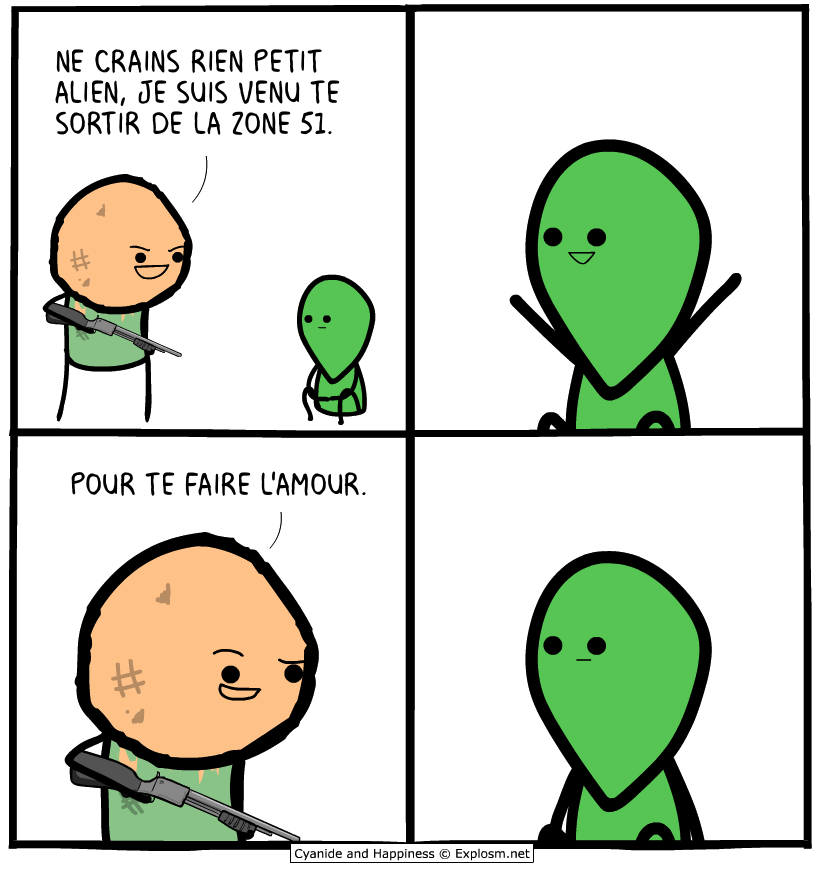 NE CRAINS RIEN PETIT
ALIEN, JE SUIS VENU TE
SORTIR DE LA ZONE 51.
POUR TE FAIRE L'AMOUR.
Cyanide and Happiness © Explosm.net